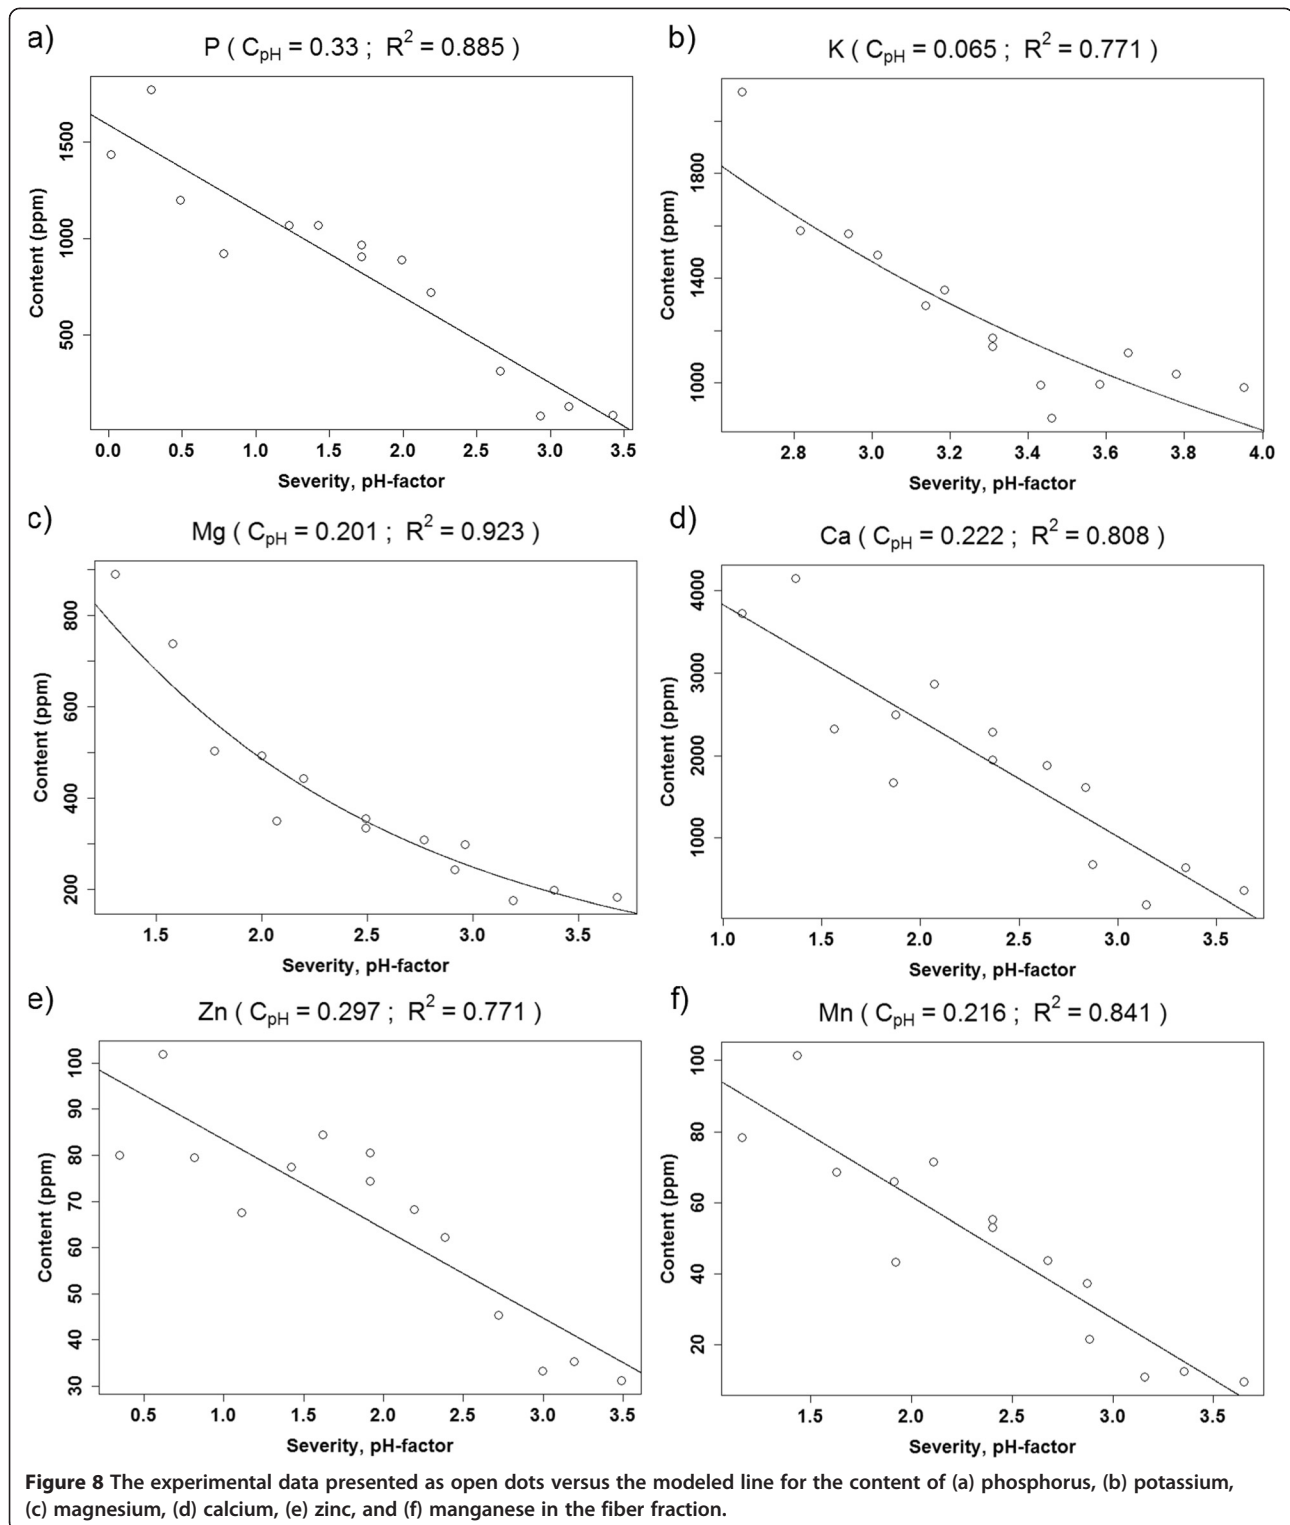 a)
P ( CpH = 0.33 ; R2 = 0.885 )
1500
1000
500
Content (ppm)
0.0 0.5 1.0 1.5 2.0 2.5 3.0 3.5
Severity, pH-factor
b)
K ( CpH = 0.065 ; R2 = 0.771 )
1800
1400
1000
Content (ppm)
2.8 3.0 3.2 3.4 3.6 3.8 4.0
Severity, pH-factor
c)
Mg ( CpH = 0.201 ; R2 = 0.923 )
800
600
400
200
Content (ppm)
1.5 2.0 2.5 3.0 3.5
Severity, pH-factor
d)
Ca ( CpH = 0.222 ; R2 = 0.808 )
4000
3000
2000
1000
Content (ppm)
1.0 1.5 2.0 2.5 3.0 3.5
Severity, pH-factor
e)
Zn ( CpH = 0.297 ; R2 = 0.771 )
100
90
80
70
60
50
40
30
Content (ppm)
0.5 1.0 1.5 2.0 2.5 3.0 3.5
Severity, pH-factor
f)
Mn ( CpH = 0.216 ; R2 = 0.841 )
100
80
60
40
20
Content (ppm)
1.5 2.0 2.5 3.0 3.5
Severity, pH-factor
Figure 8 The experimental data presented as open dots versus the modeled line for the content of (a) phosphorus, (b) potassium,
(c) magnesium, (d) calcium, (e) zinc, and (f) manganese in the fiber fraction.